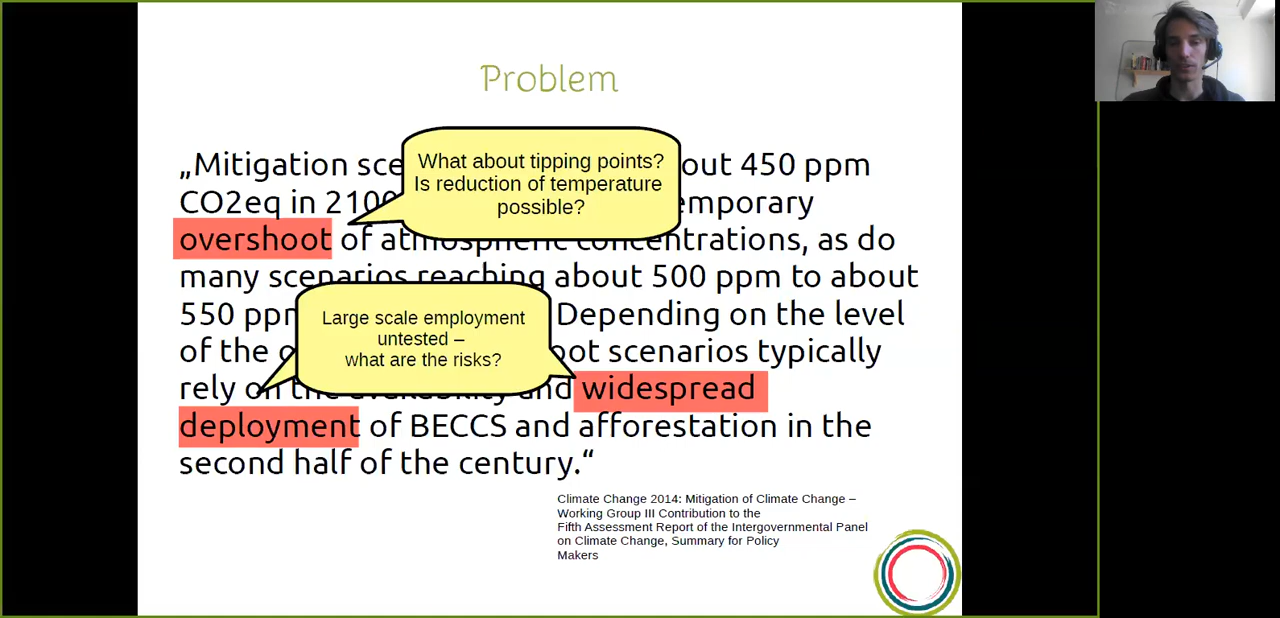 Problem
„Mitigation sce
out 450 ppm
What about tipping points?
Is reduction of temperature
possible?
CO2eq in 2100
emporary
overshoot of atmospheric concentrations, as do
many scenarios reaching about 500 ppm to about
550 ppm
Depending on the level
Large scale employment
untested –
what are the risks?
of the o
oot scenarios typically
rely on the availability and widespread
deployment of BECCS and afforestation in the
second half of the century.“
Climate Change 2014: Mitigation of Climate Change –
Working Group III Contribution to the
Fifth Assessment Report of the Intergovernmental Panel
on Climate Change, Summary for Policy
Makers